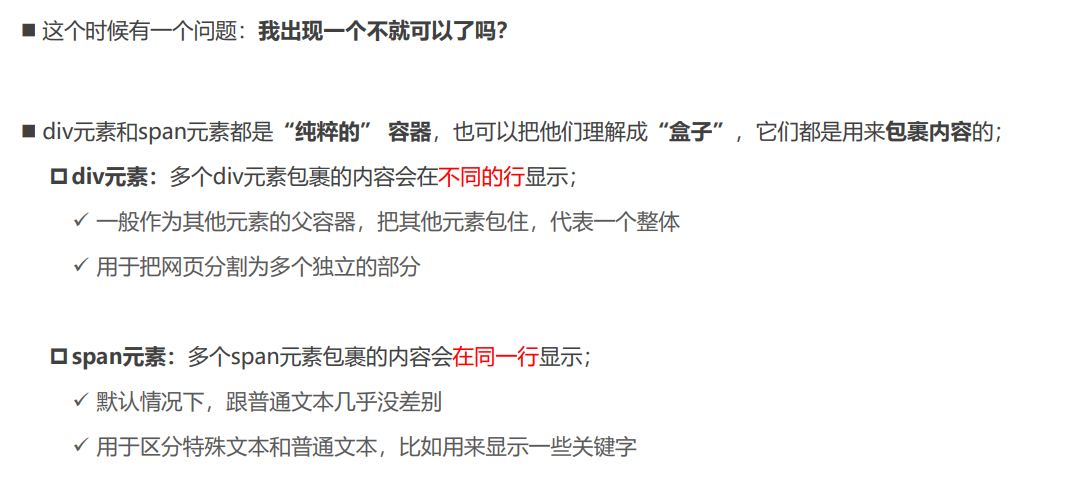 ■ 这个时候有一个问题：我出现一个不就可以了吗？
■ div元素和span元素都是“纯粹的” 容器，也可以把他们理解成“盒子”，它们都是用来包裹内容的；
div元素：多个div元素包裹的内容会在不同的行显示；
✓ 一般作为其他元素的父容器，把其他元素包住，代表一个整体
✓ 用于把网页分割为多个独立的部分
span元素：多个span元素包裹的内容会在同一行显示；
✓ 默认情况下，跟普通文本几乎没差别
✓ 用于区分特殊文本和普通文本，比如用来显示一些关键字